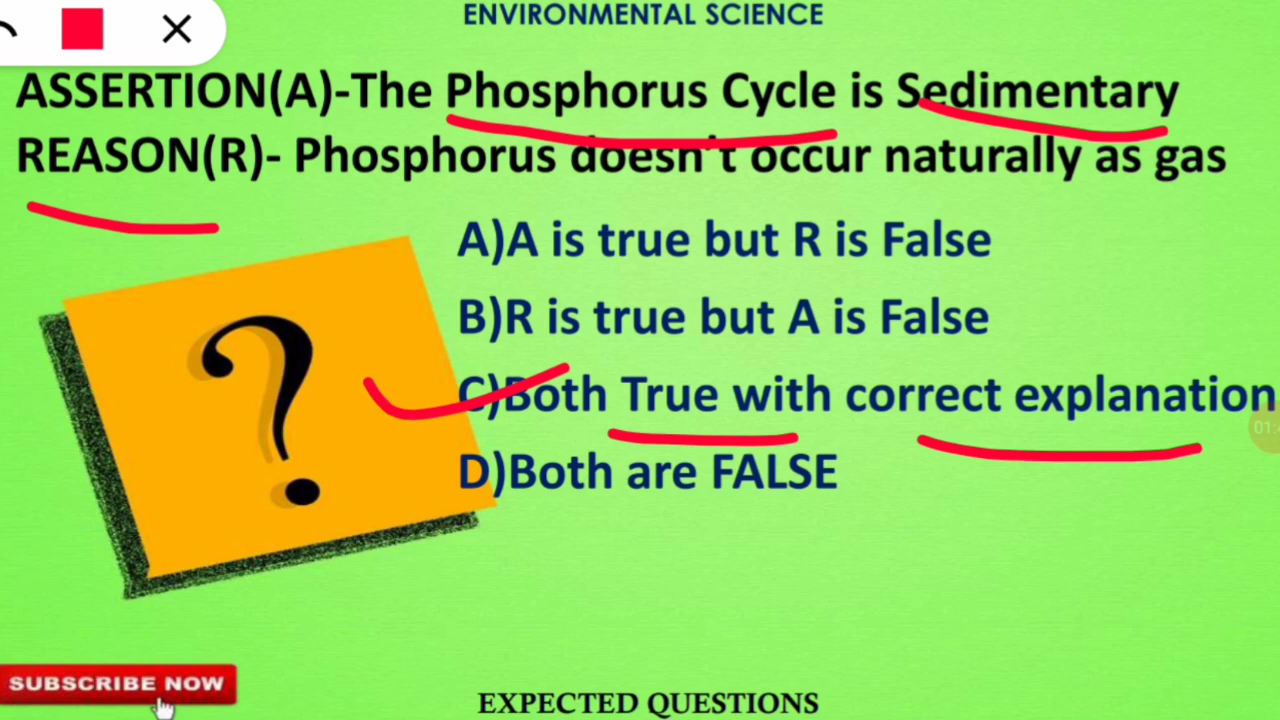 ENVIRONMENTAL SCIENCE
ASSERTION(A)-The Phosphorus Cycle is Sedimentary
REASON(R)- Phosphorus doesn't occur naturally as gas
A)A is true but R is False
B)R is true but A is False
C)Both True with correct explanation
D)Both are FALSE
SUBSCRIBE NOW
EXPECTED QUESTIONS